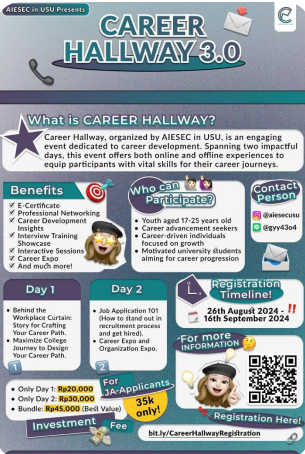 AIESEC in USU Presents
CAREER
HALLWAY 3.0
What is CAREER HALLWAY?
Career Hallway, organized by AIESEC in USU, is an engaging
event dedicated to career development. Spanning two impactful
days, this event offers both online and offline experiences to
equip participants with vital skills for their career journeys.
Benefits
E-Certificate
Professional Networking
Career Development
Insights
Interview Training
Showcase
Interactive Sessions
Career Expo
And much more!
Who can
Participate?
Youth aged 17-25 years old
Career advancement seekers
Career-driven individuals
focused on growth
Motivated university students
aiming for career progression
Contact
Person
@aiesecusu
@gyy43o4
Day 1
Behind the
Workplace Curtain:
Story for Crafting
Your Career Path.
Maximize College
Journey to Design
Your Career Path.
1
Day 2
Job Application 101
(How to stand out in
recruitment process
and get hired).
Career Expo and
Organization Expo.
2
Registration
Timeline!
26th August 2024 -
16th September 2024
For more
INFORMATION
Only Day 1: Rp20,000
Only Day 2: Rp30,000
Bundle: Rp45,000 (Best Value)
For
JA-Applicants
35k
only!
Investment Fee
Registration Here!
bit.ly/CareerHallwayRegistration